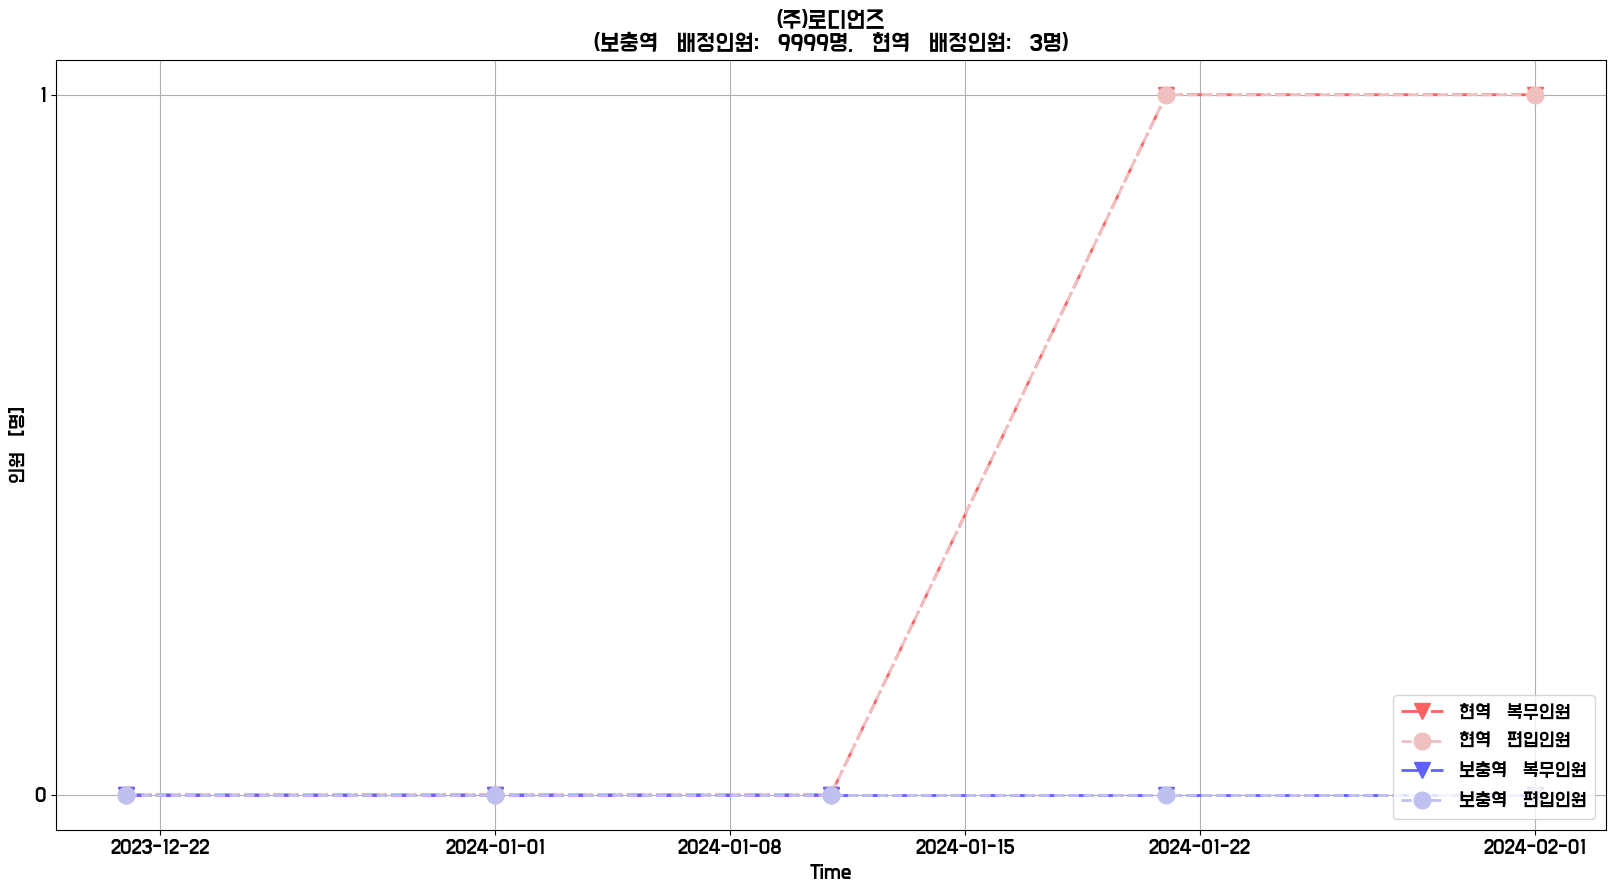 (주)로디언즈
(보충역 배정인원: 9999명, 현역 배정인원: 3명)
1
0
인원 [명]
현역 복무인원
현역 편입인원
보충역 복무인원
보충역 편입인원
2023-12-22
2024-01-01
2024-01-08
2024-01-15
2024-01-22
2024-02-01
Time